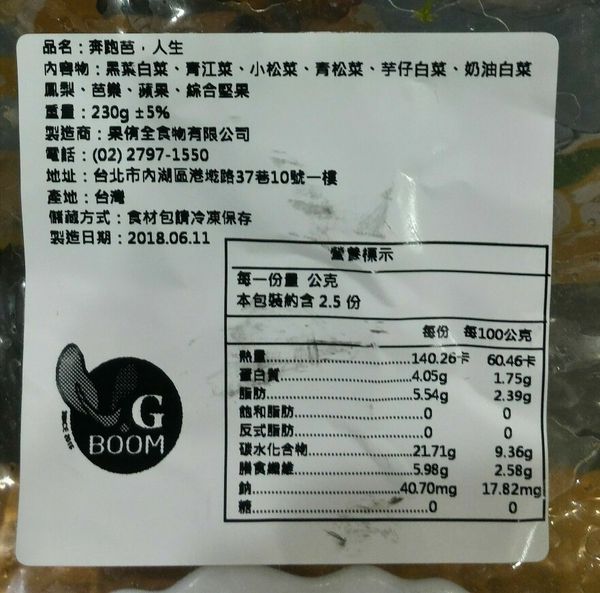 品名：奔跑芭，人生
內容物：黑葉白菜、青江菜、小松菜、青松菜、芋仔白菜、奶油白菜
鳳梨、芭樂、蘋果、綜合堅果
重量：230g ±5%
製造商：果侑全食物有限公司
電話：(02) 2797-1550
地址：台北市內湖區港墘路37巷10號一樓
產地：台灣
儲藏方式：食材包請冷凍保存
製造日期：2018.06.11
營養標示
每一份量 公克
本包裝約含 2.5 份
每份 每100公克
熱量 140.26卡 60.46卡
蛋白質 4.05g 1.75g
脂肪 5.54g 2.39g
飽和脂肪 0 0
反式脂肪 0 0
碳水化合物 21.71g 9.36g
膳食纖維 5.98g 2.58g
鈉 40.70mg 17.82mg
糖 0 0
G
BOOM